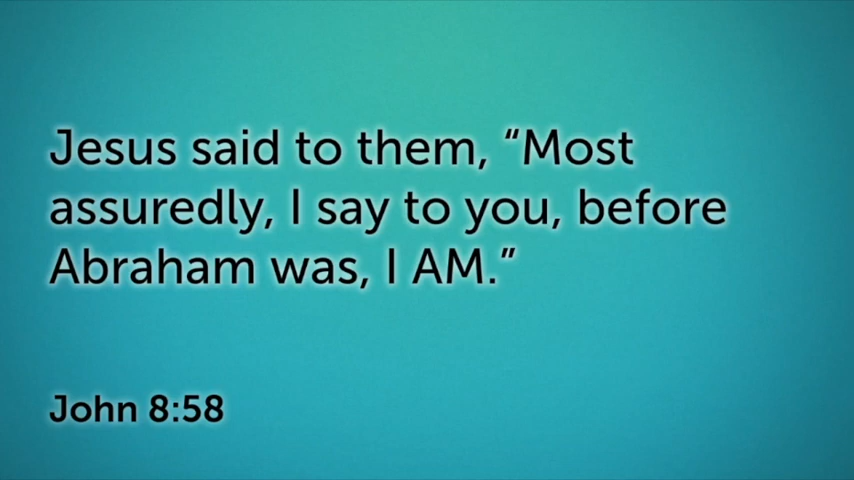 Jesus said to them, “Most
assuredly, I say to you, before
Abraham was, I AM.”
John 8:58